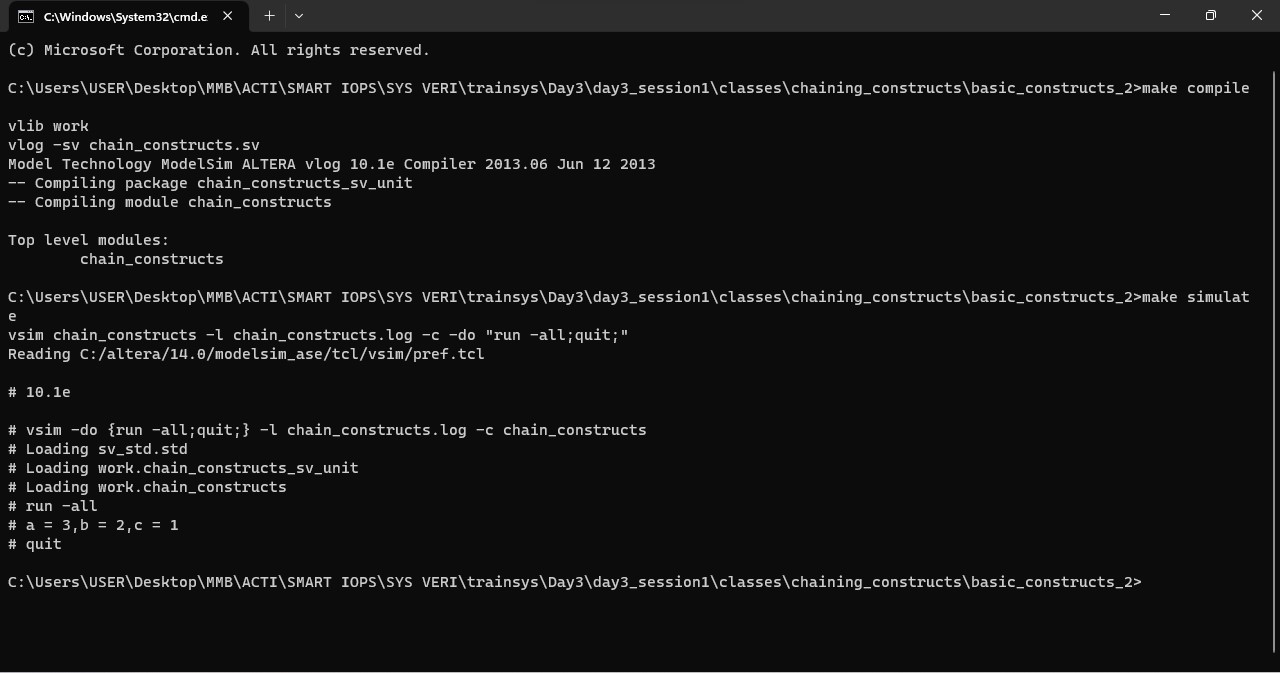 C:\Windows\System32\cmd.e
(c) Microsoft Corporation. All rights reserved.
C:\Users\USER\Desktop\MMB\ACTI\SMART IOPS\SYS VERI\trainsys\Day3\day3_session1\classes\chaining_constructs\basic_constructs_2>make compile
vlib work
vlog -sv chain_constructs.sv
Model Technology ModelSim ALTERA vlog 10.1e Compiler 2013.06 Jun 12 2013
-- Compiling package chain_constructs_sv_unit
-- Compiling module chain_constructs
Top level modules:
chain_constructs
C:\Users\USER\Desktop\MMB\ACTI\SMART IOPS\SYS VERI\trainsys\Day3\day3_session1\classes\chaining_constructs\basic_constructs_2>make simulat
e
vsim chain_constructs -l chain_constructs.log -c -do "run -all;quit;"
Reading C:/altera/14.0/modelsim_ase/tcl/vsim/pref.tcl
# 10.1e
# vsim -do {run -all;quit;} -l chain_constructs.log -c chain_constructs
# Loading sv_std.std
# Loading work.chain_constructs_sv_unit
# Loading work.chain_constructs
# run -all
# a = 3,b = 2,c = 1
# quit
C:\Users\USER\Desktop\MMB\ACTI\SMART IOPS\SYS VERI\trainsys\Day3\day3_session1\classes\chaining_constructs\basic_constructs_2>